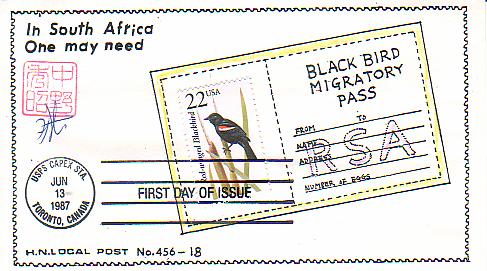 In South Africa
One may need
中野
秀昭
22 USA
Red-winged Blackbird
BLACK BIRD
MIGRATORY
PASS
FROM TO
NAME
ADDRESS
RSA
NUMBER OF EGGS
USPS CAPEX STA.
JUN
13
1987
TORONTO, CANADA
FIRST DAY OF ISSUE
H.N. LOCAL POST No. 456-18